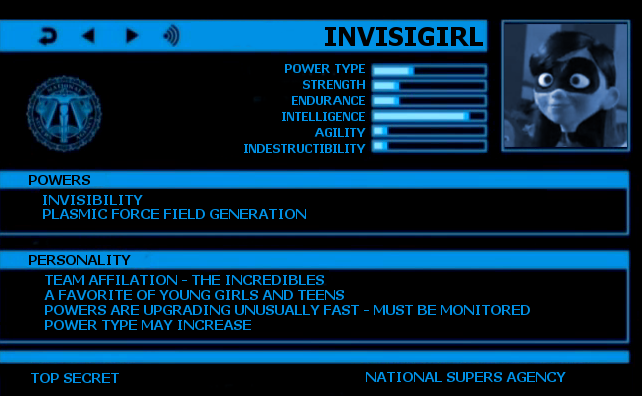 INVISIGIRL
POWER TYPE
STRENGTH
ENDURANCE
INTELLIGENCE
AGILITY
INDESTRUCTIBILITY
NATIONAL
POWERS
INVISIBILITY
PLASMIC FORCE FIELD GENERATION
PERSONALITY
TEAM AFFILATION - THE INCREDIBLES
A FAVORITE OF YOUNG GIRLS AND TEENS
POWERS ARE UPGRADING UNUSUALLY FAST - MUST BE MONITORED
POWER TYPE MAY INCREASE
TOP SECRET
NATIONAL SUPERS AGENCY